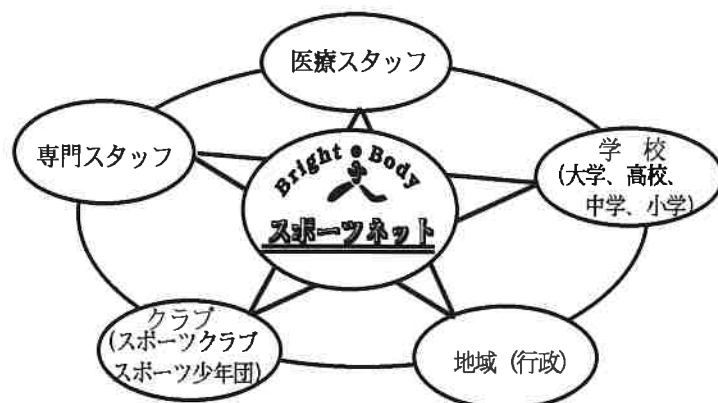 医療スタッフ
専門スタッフ
学 校
(大学、高校、
中学、小学)
Bright Body
スポーツネット
クラブ
(スポーツクラブ
スポーツ少年団)
地域 (行政)